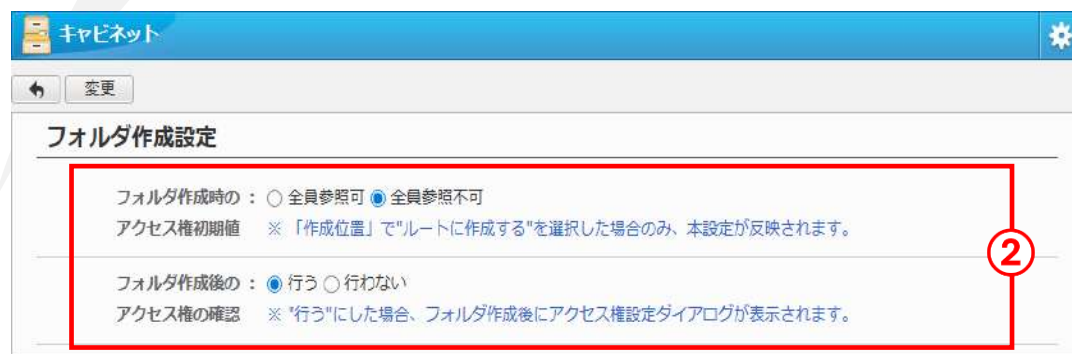 キャビネット
変更
フォルダ作成設定
フォルダ作成時の : 全員参照可 全員参照不可
アクセス権初期値 ※ 「作成位置」で"ルートに作成する"を選択した場合のみ、本設定が反映されます。
②
フォルダ作成後の : 行う 行わない
アクセス権の確認 ※ "行う"にした場合、フォルダ作成後にアクセス権設定ダイアログが表示されます。